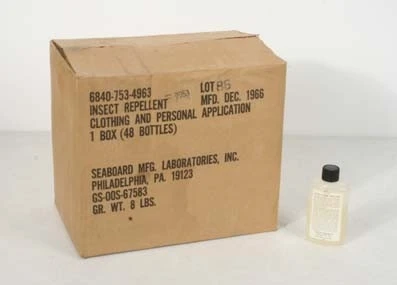 6840-753-4963 LOT 86
INSECT REPELLENT MFD. DEC. 1966
CLOTHING AND PERSONAL APPLICATION
1 BOX (48 BOTTLES)
SEABOARD MFG. LABORATORIES, INC.
PHILADELPHIA, PA. 19123
GS-00S-67583
GR. WT. 8 LBS.